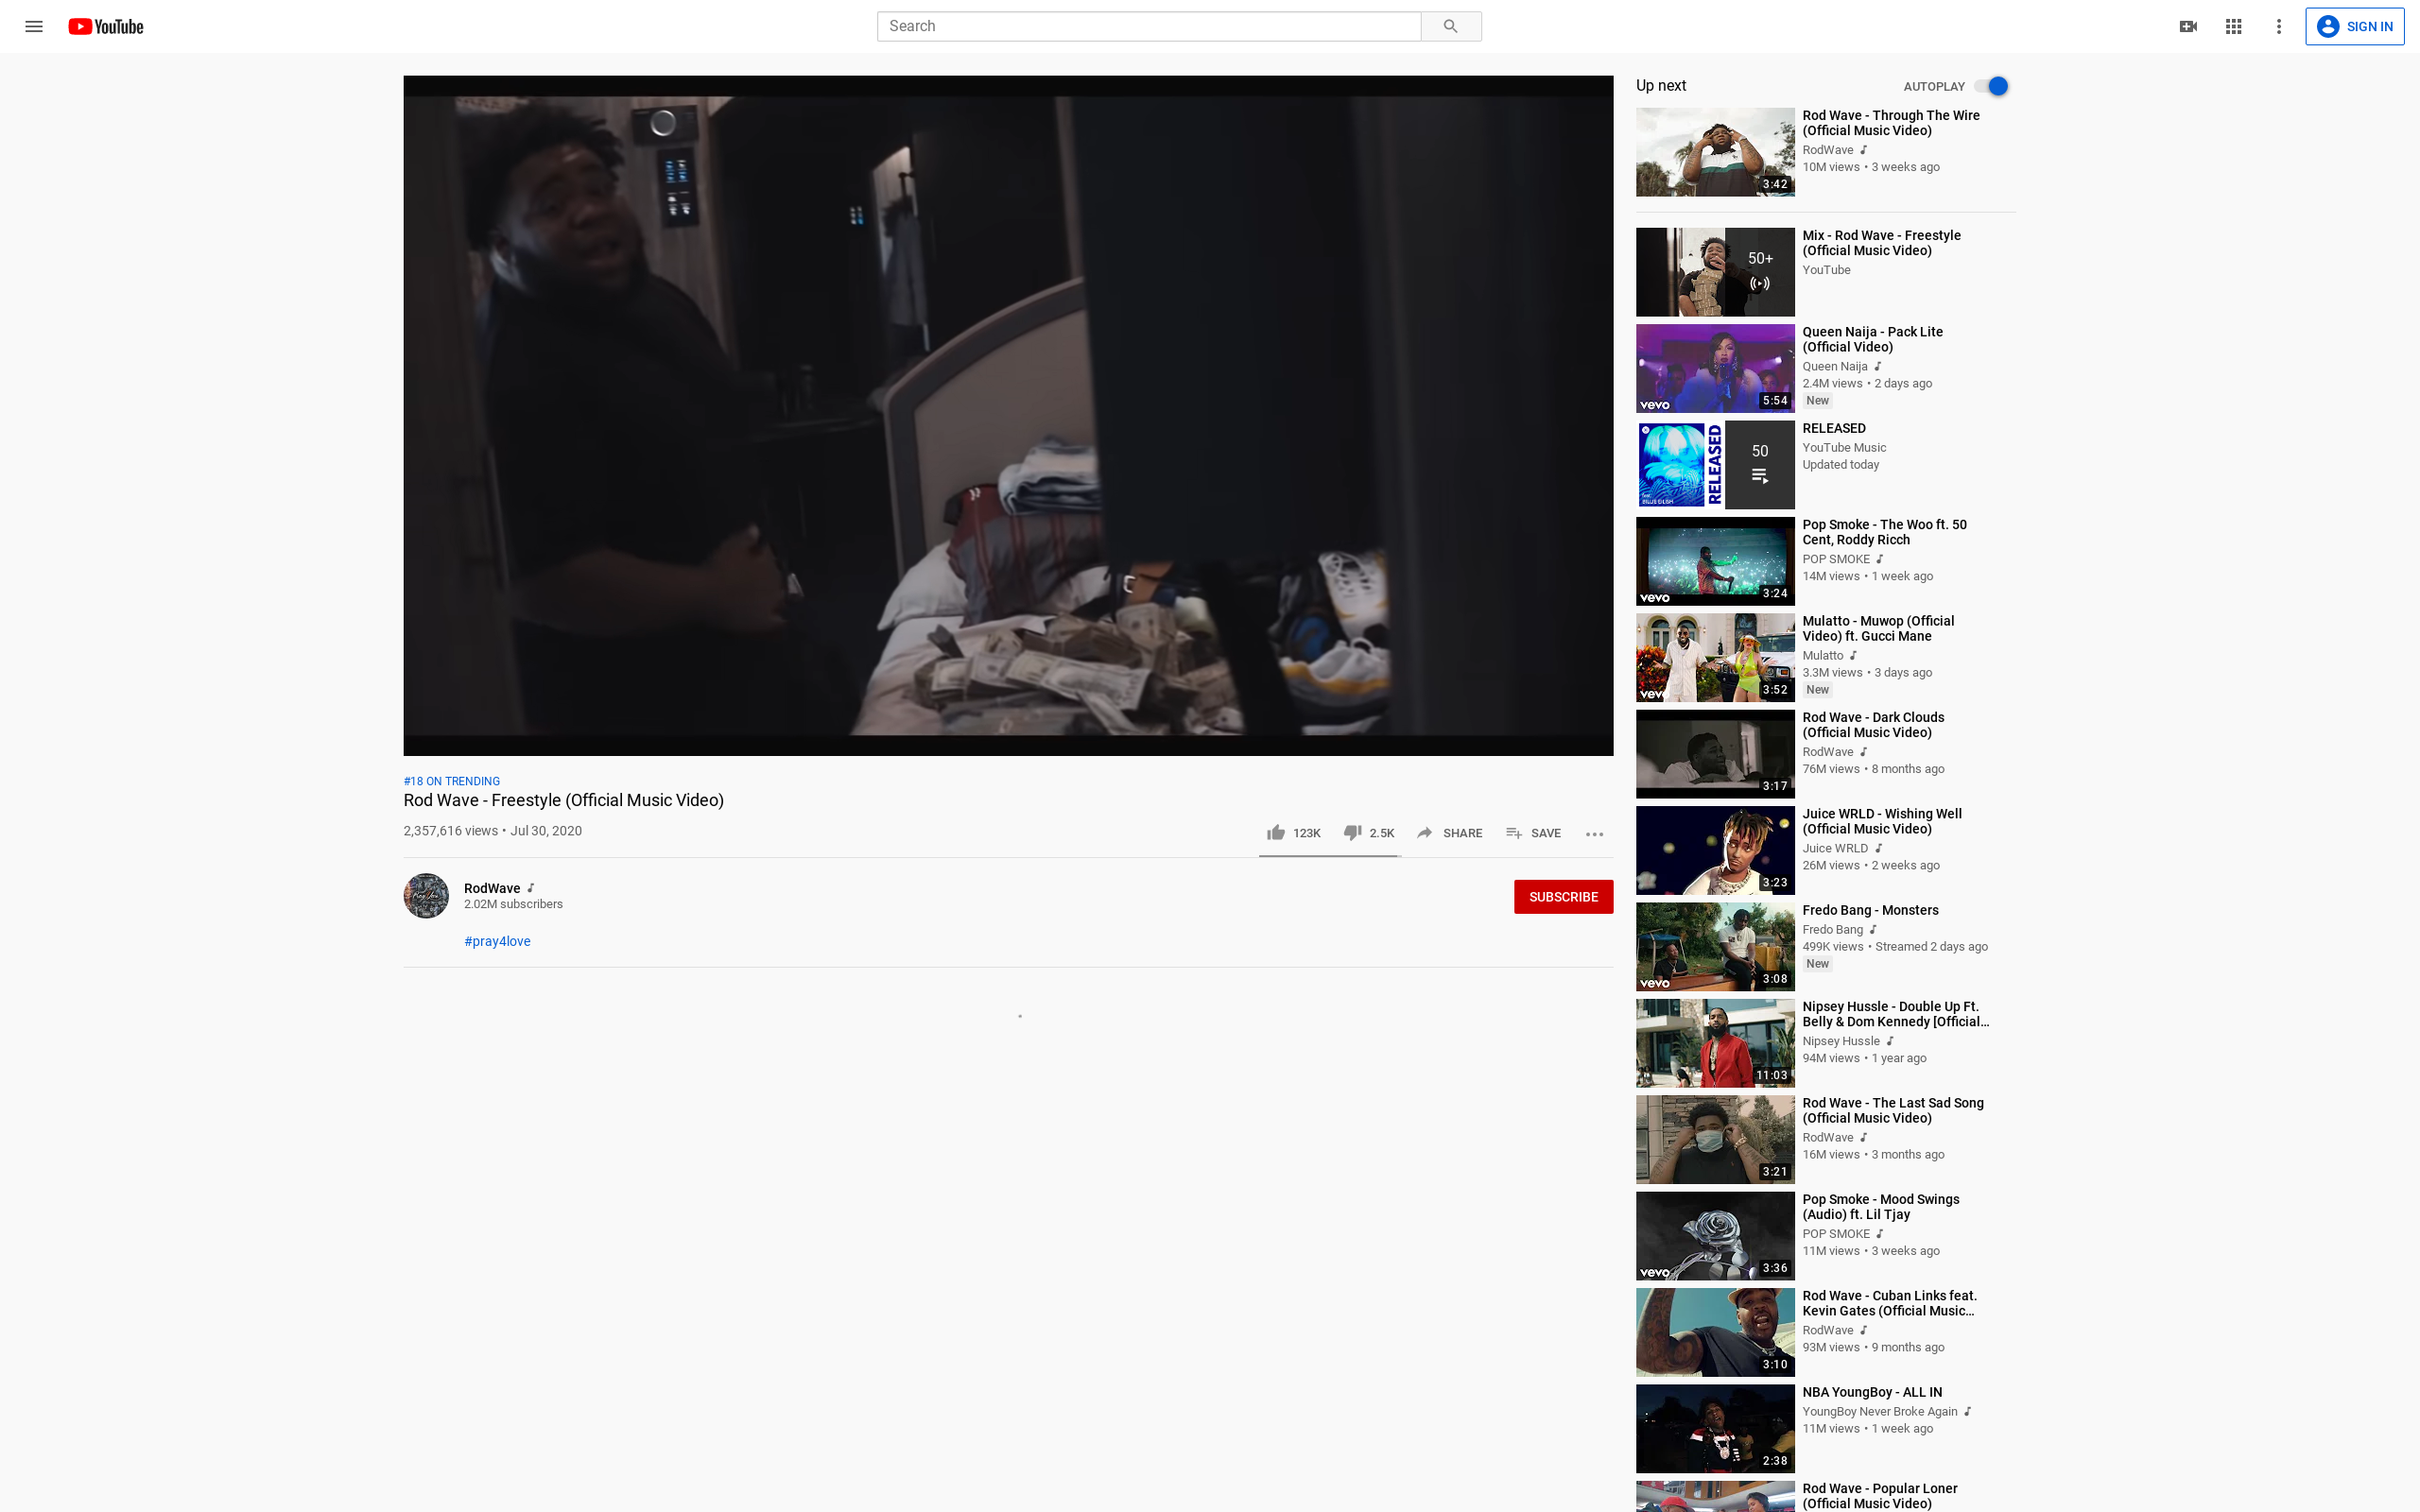 YouTube
Search
SIGN IN
#18 ON TRENDING
Rod Wave - Freestyle (Official Music Video)
2,357,616 views • Jul 30, 2020
123K
2.5K
SHARE
SAVE
RodWave
2.02M subscribers
SUBSCRIBE
#pray4love
Up next
AUTOPLAY
3:42
Rod Wave - Through The Wire
(Official Music Video)
RodWave
10M views • 3 weeks ago
50+
Mix - Rod Wave - Freestyle
(Official Music Video)
YouTube
vevo
5:54
Queen Naija - Pack Lite
(Official Video)
Queen Naija
2.4M views • 2 days ago
New
RELEASED
50
RELEASED
YouTube Music
Updated today
vevo
3:24
Pop Smoke - The Woo ft. 50
Cent, Roddy Ricch
POP SMOKE
14M views • 1 week ago
vevo
3:52
Mulatto - Muwop (Official
Video) ft. Gucci Mane
Mulatto
3.3M views • 3 days ago
New
3:17
Rod Wave - Dark Clouds
(Official Music Video)
RodWave
76M views • 8 months ago
3:23
Juice WRLD - Wishing Well
(Official Music Video)
Juice WRLD
26M views • 2 weeks ago
vevo
3:08
Fredo Bang - Monsters
Fredo Bang
499K views • Streamed 2 days ago
New
11:03
Nipsey Hussle - Double Up Ft.
Belly & Dom Kennedy [Official...
Nipsey Hussle
94M views • 1 year ago
3:21
Rod Wave - The Last Sad Song
(Official Music Video)
RodWave
16M views • 3 months ago
vevo
3:36
Pop Smoke - Mood Swings
(Audio) ft. Lil Tjay
POP SMOKE
11M views • 3 weeks ago
3:10
Rod Wave - Cuban Links feat.
Kevin Gates (Official Music...
RodWave
93M views • 9 months ago
2:38
NBA YoungBoy - ALL IN
YoungBoy Never Broke Again
11M views • 1 week ago
Rod Wave - Popular Loner
(Official Music Video)